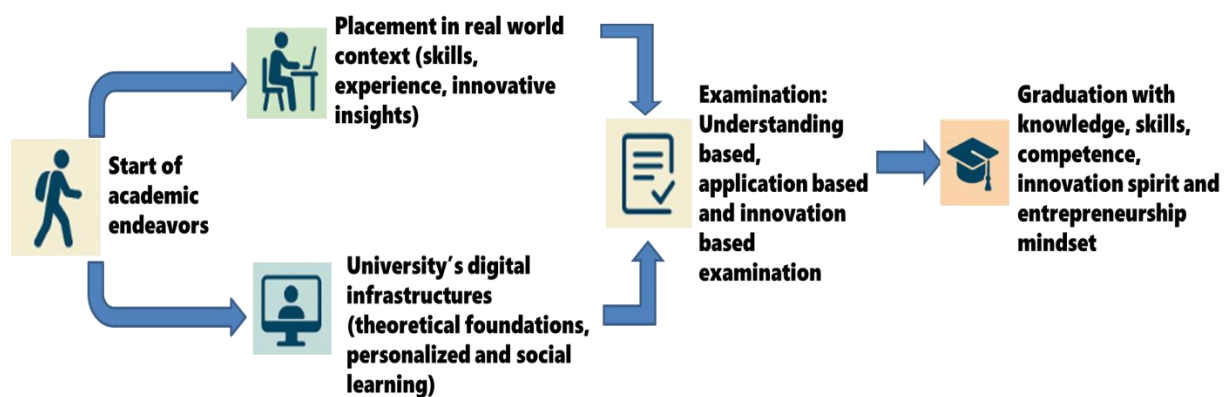 Placement in real world
context (skills,
experience, innovative
insights)
Start of
academic
endeavors
University's digital
infrastructures
(theoretical foundations,
personalized and social
learning)
Examination:
Understanding
based,
application based
and innovation
based
examination
Graduation with
knowledge, skills,
competence,
innovation spirit and
entrepreneurship
mindset